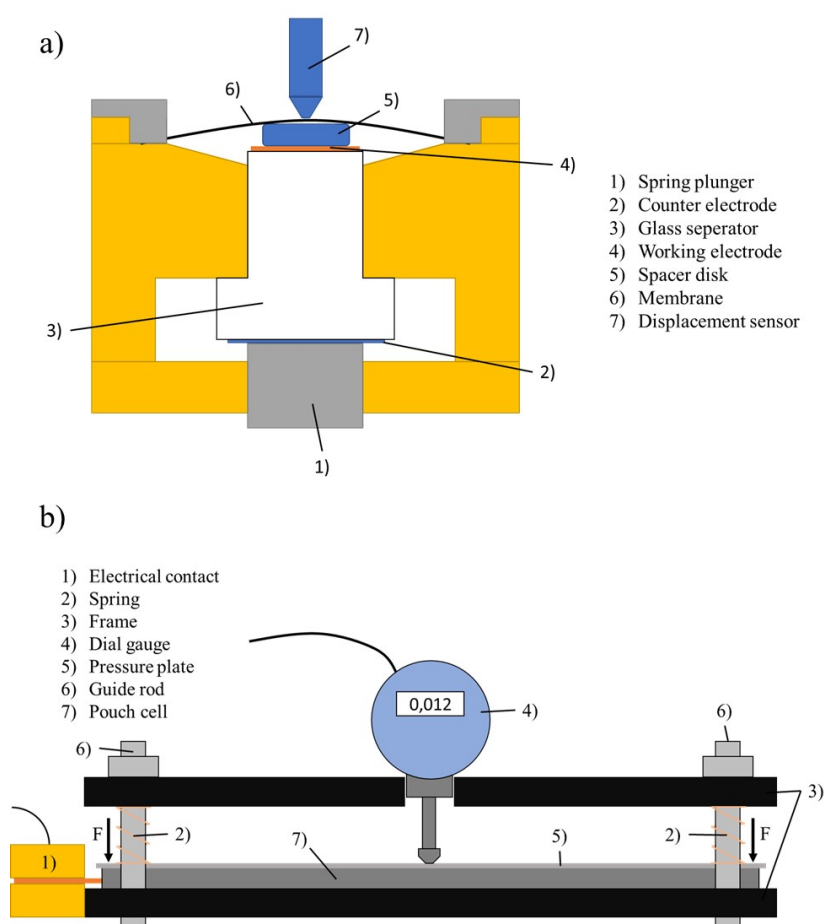 a)
7)
6)
5)
4)
3)
2)
1)
1) Spring plunger
2) Counter electrode
3) Glass seperator
4) Working electrode
5) Spacer disk
6) Membrane
7) Displacement sensor
b)
1) Electrical contact
2) Spring
3) Frame
4) Dial gauge
5) Pressure plate
6) Guide rod
7) Pouch cell
0,012
4)
6)
6)
3)
F
2)
7)
5)
2)
F
1)